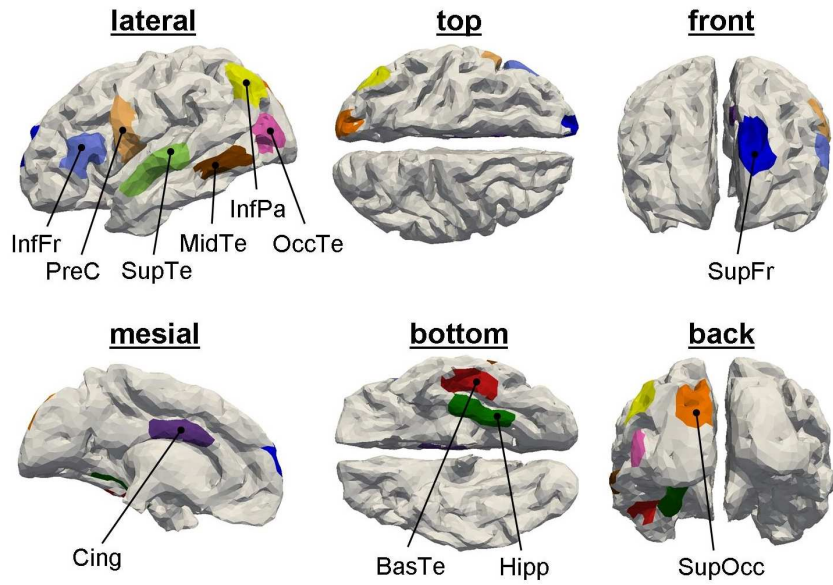 lateral
top
front
InfFr
PreC
SupTe
MidTe
InfPa
OccTe
SupFr
mesial
bottom
back
Cing
BasTe
Hipp
SupOcc